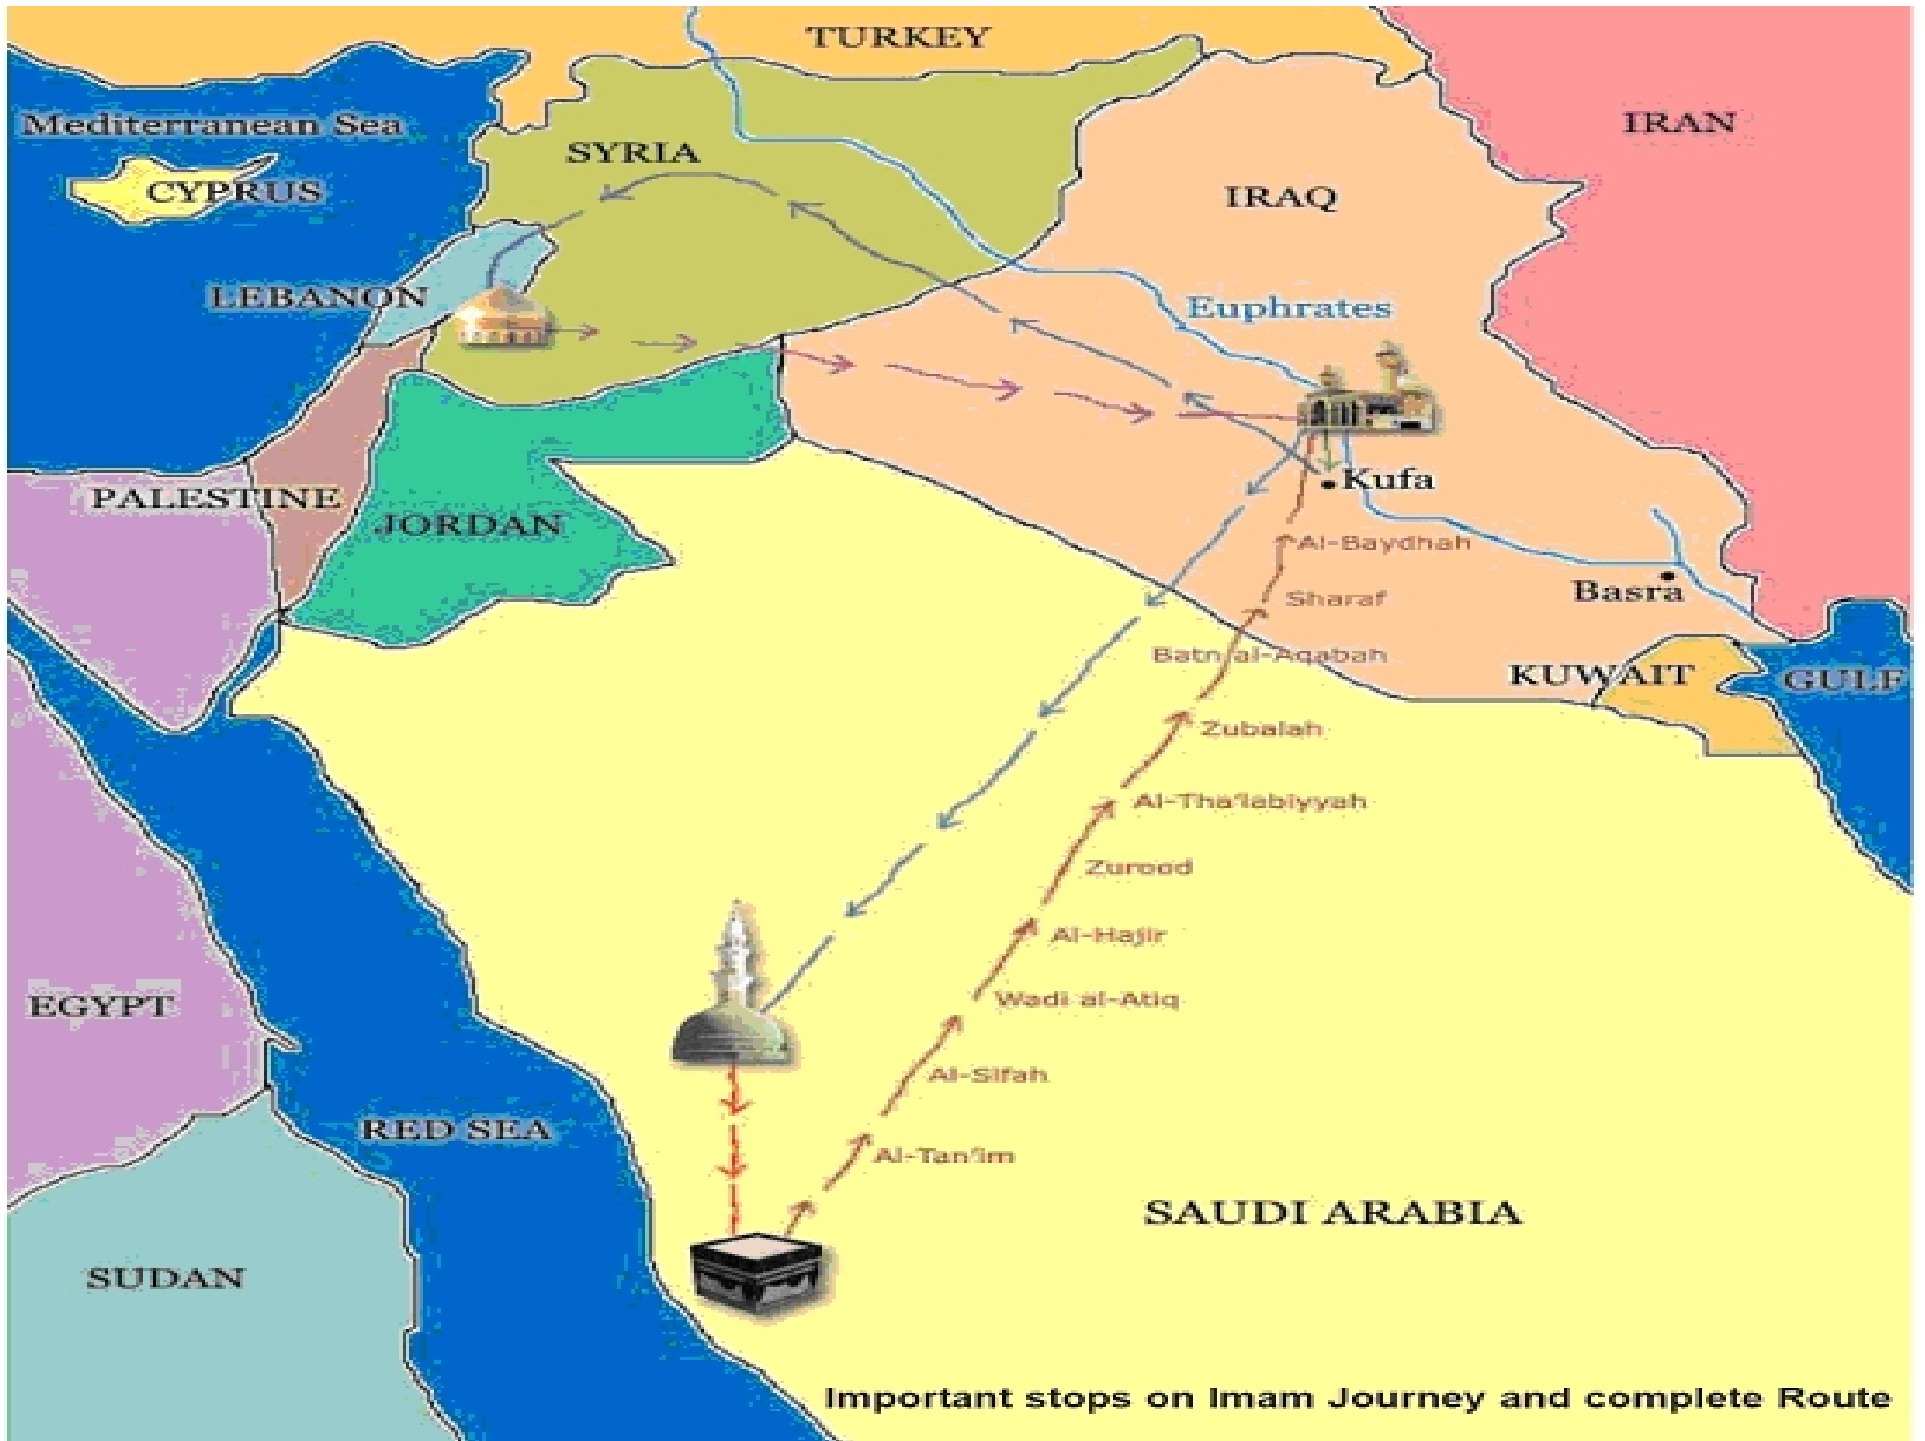 TURKEY
Mediterranean Sea
IRAN
SYRIA
CYPRUS
IRAQ
LEBANON
Euphrates
Kufa
PALESTINE
JORDAN
Al-Baydhah
Sharaf
Basra
Batn al-Aqabah
KUWAIT
GULF
Zubalah
Al-Tha'labiyyah
Zurood
Al-Hajir
Wadi al-Atiq
EGYPT
Al-Sifah
RED SEA
Al-Tan'im
SAUDI ARABIA
SUDAN
Important stops on Imam Journey and complete Route